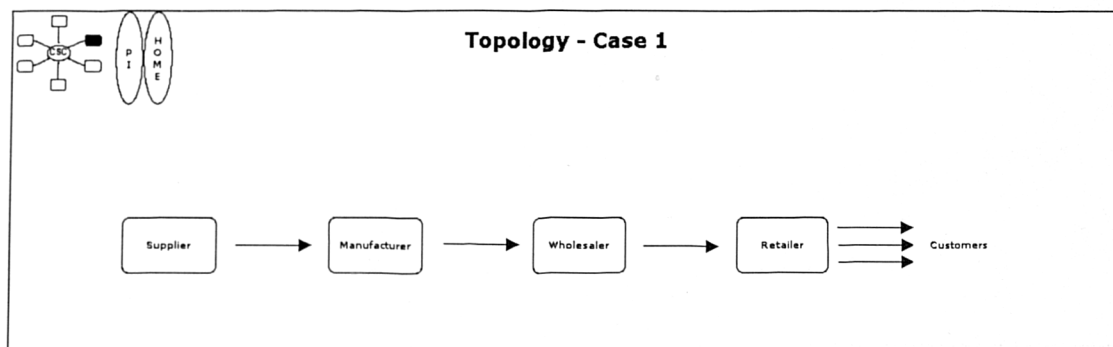 Topology - Case 1
CSC
PI
HOME
Supplier
Manufacturer
Wholesaler
Retailer
Customers